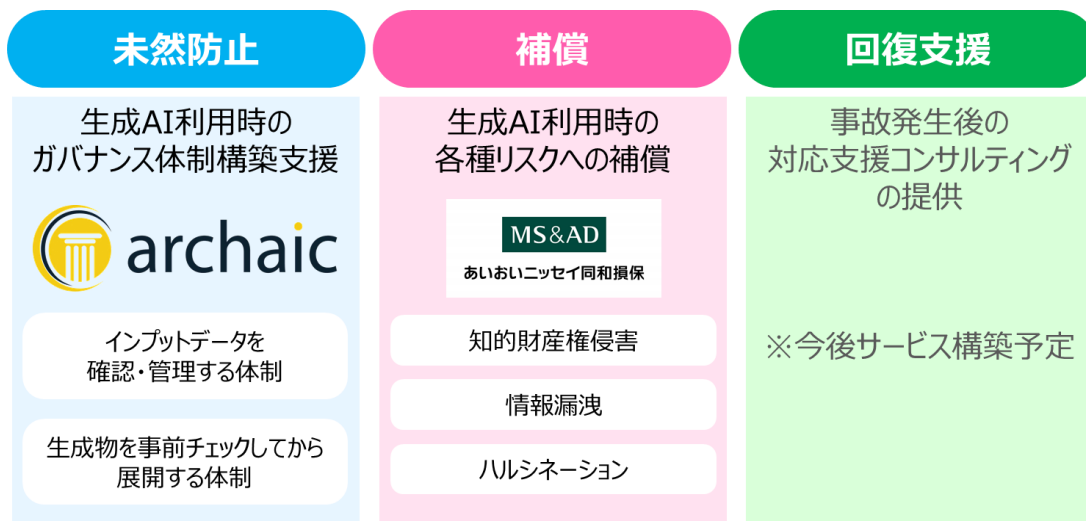 未然防止
生成AI利用時の
ガバナンス体制構築支援
archaic
インプットデータを
確認・管理する体制
生成物を事前チェックしてから
展開する体制
補償
生成AI利用時の
各種リスクへの補償
MS&AD
あいおいニッセイ同和損保
知的財産権侵害
情報漏洩
ハルシネーション
回復支援
事故発生後の
対応支援コンサルティング
の提供
※今後サービス構築予定